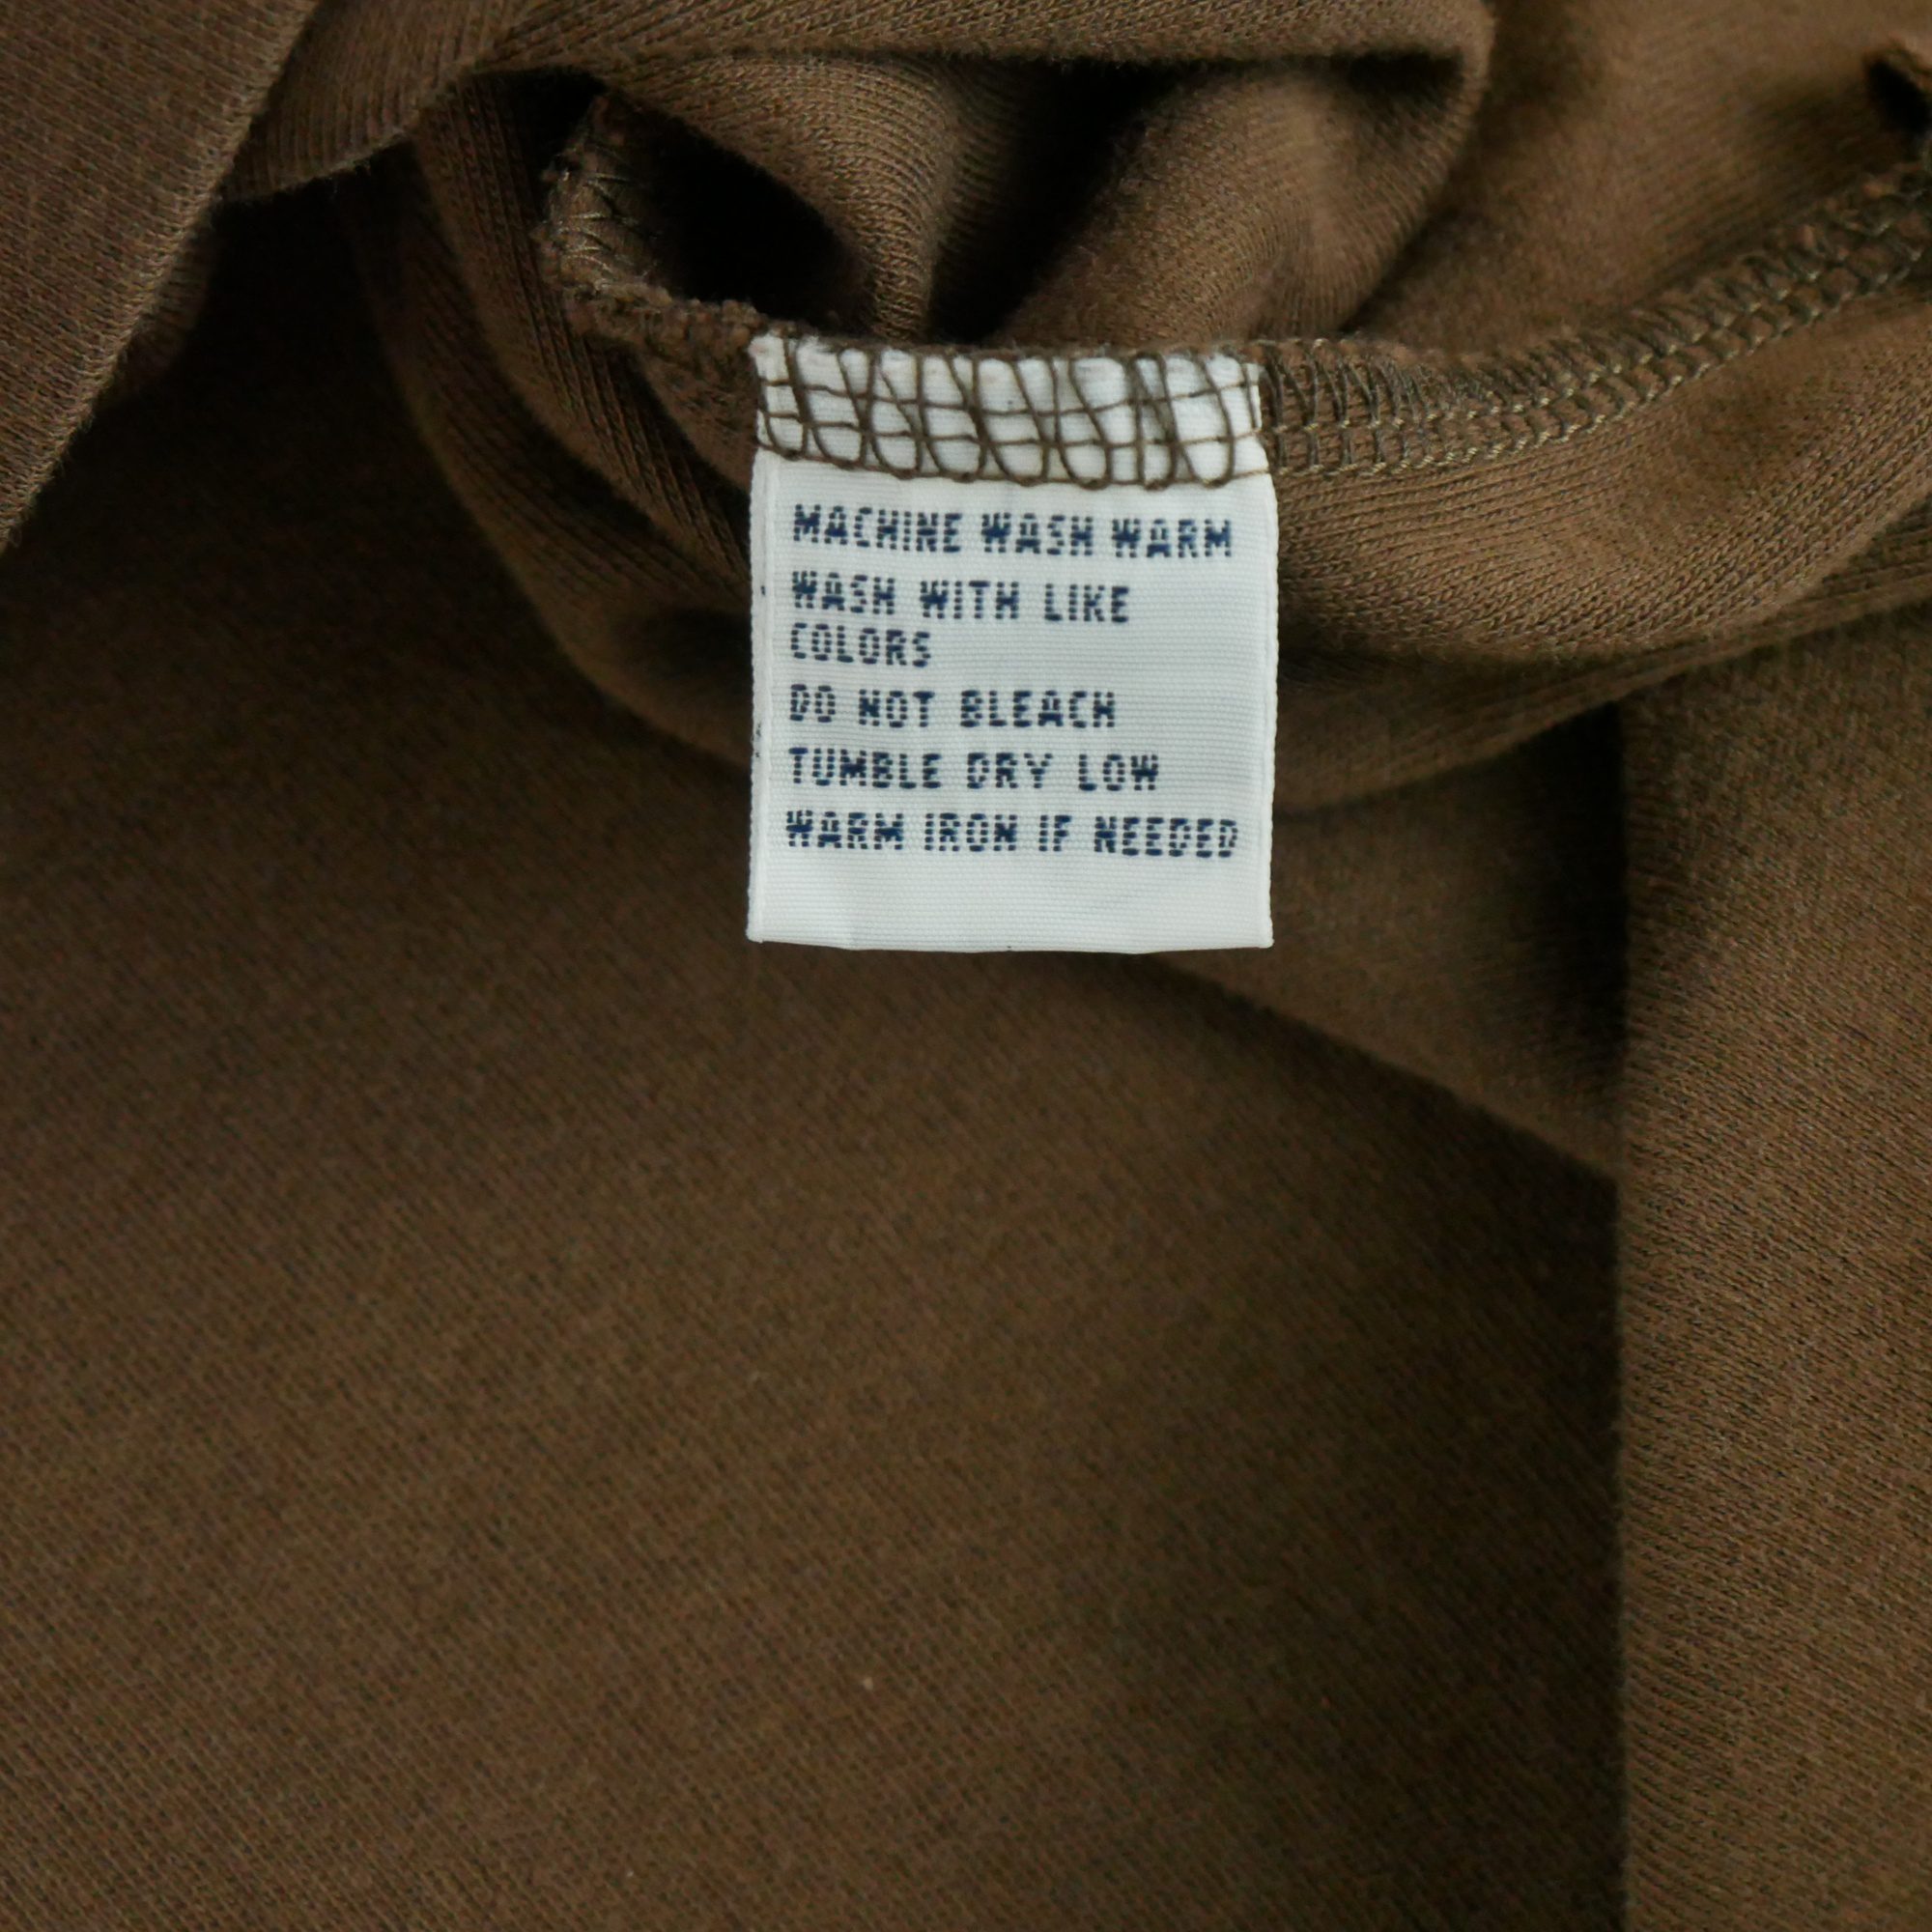 MACHINE WASH WARM
WASH WITH LIKE
COLORS
DO NOT BLEACH
TUMBLE DRY LOW
WARM IRON IF NEEDED